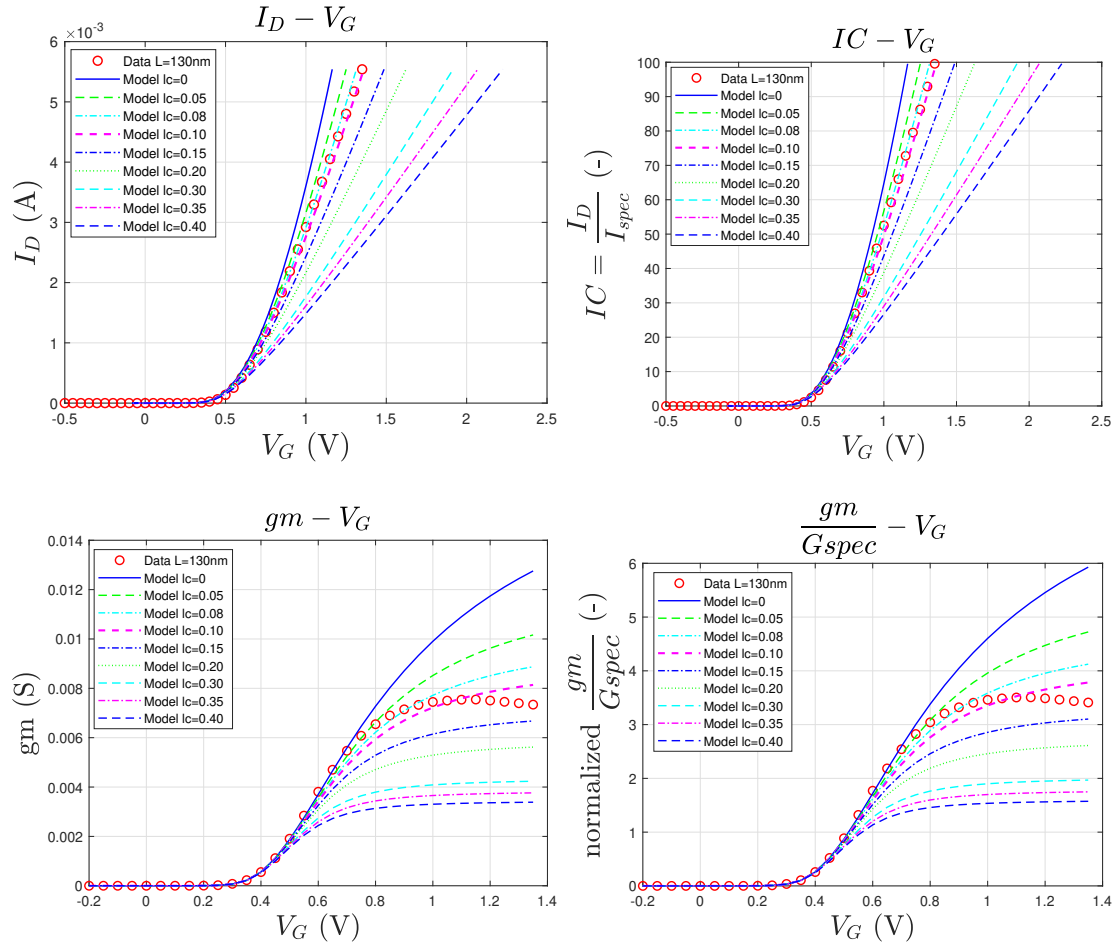 I_D − V_G
×10^-3
6
5
4
3
2
1
0
-0.5
0
0.5
1
1.5
2
2.5
I_D (A)
V_G (V)
Data L=130nm
Model lc=0
Model lc=0.05
Model lc=0.08
Model lc=0.10
Model lc=0.15
Model lc=0.20
Model lc=0.30
Model lc=0.35
Model lc=0.40
IC − V_G
100
90
80
70
60
50
40
30
20
10
0
-0.5
0
0.5
1
1.5
2
2.5
IC = I_D / I_spec (-)
V_G (V)
Data L=130nm
Model lc=0
Model lc=0.05
Model lc=0.08
Model lc=0.10
Model lc=0.15
Model lc=0.20
Model lc=0.30
Model lc=0.35
Model lc=0.40
gm − V_G
0.014
0.012
0.01
0.008
0.006
0.004
0.002
0
-0.2
0
0.2
0.4
0.6
0.8
1
1.2
1.4
gm (S)
V_G (V)
Data L=130nm
Model lc=0
Model lc=0.05
Model lc=0.08
Model lc=0.10
Model lc=0.15
Model lc=0.20
Model lc=0.30
Model lc=0.35
Model lc=0.40
gm / Gspec − V_G
6
5
4
3
2
1
0
-0.2
0
0.2
0.4
0.6
0.8
1
1.2
1.4
normalized gm / Gspec (-)
V_G (V)
Data L=130nm
Model lc=0
Model lc=0.05
Model lc=0.08
Model lc=0.10
Model lc=0.15
Model lc=0.20
Model lc=0.30
Model lc=0.35
Model lc=0.40